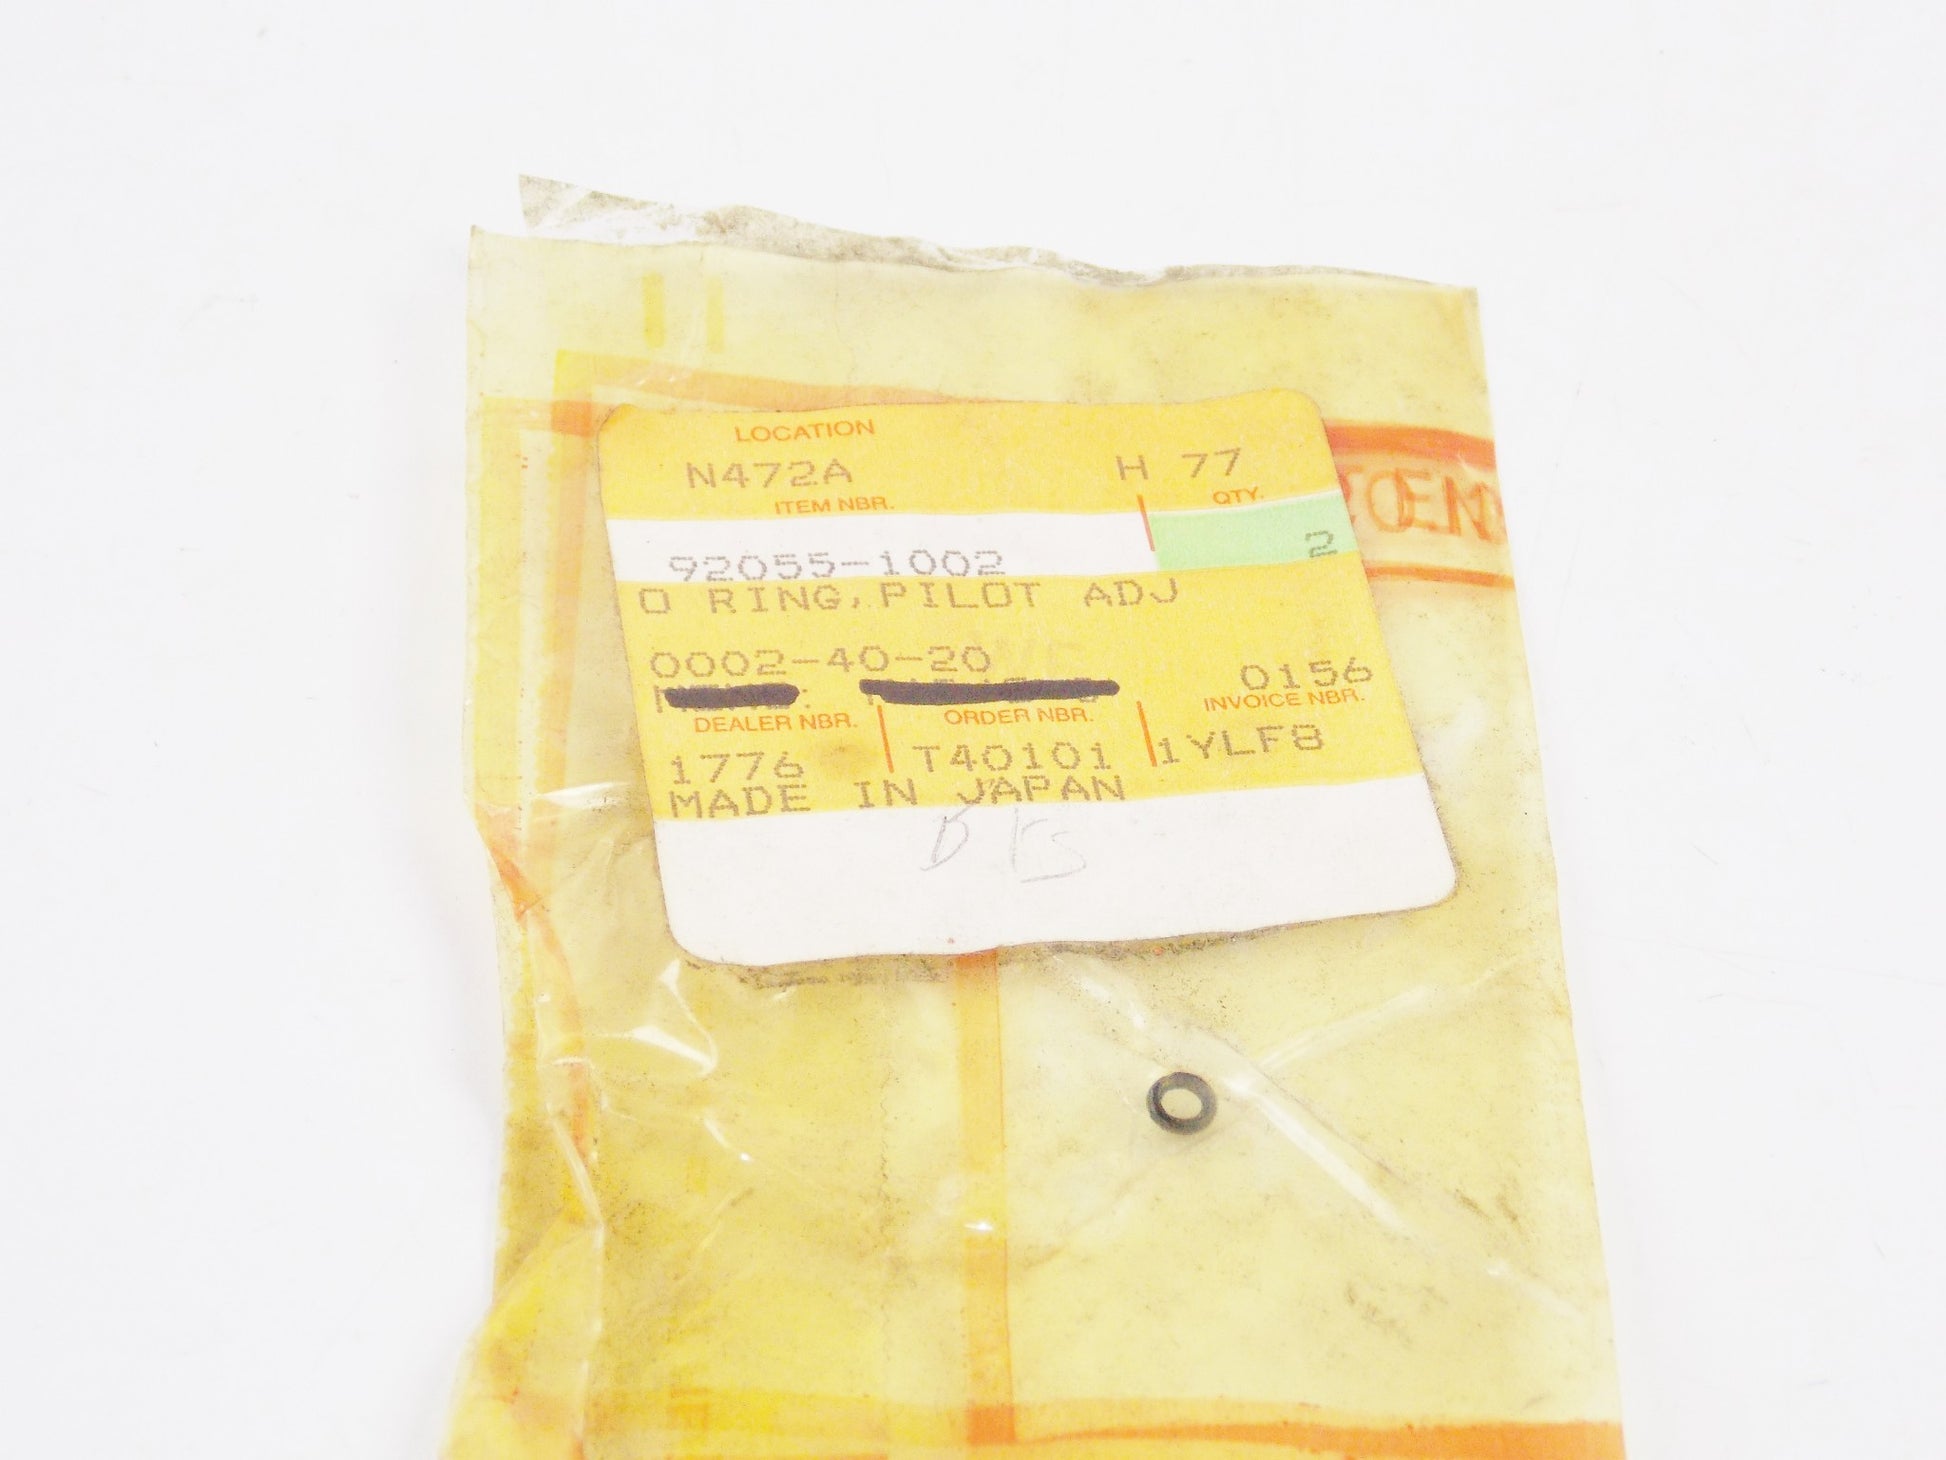 LOCATION
N472A H 77
ITEM NBR. QTY.
92055-1002 2
O RING, PILOT ADJ
0002-40-20 0156
DEALER NBR. ORDER NBR. INVOICE NBR.
1776 T40101 1YLF8
MADE IN JAPAN